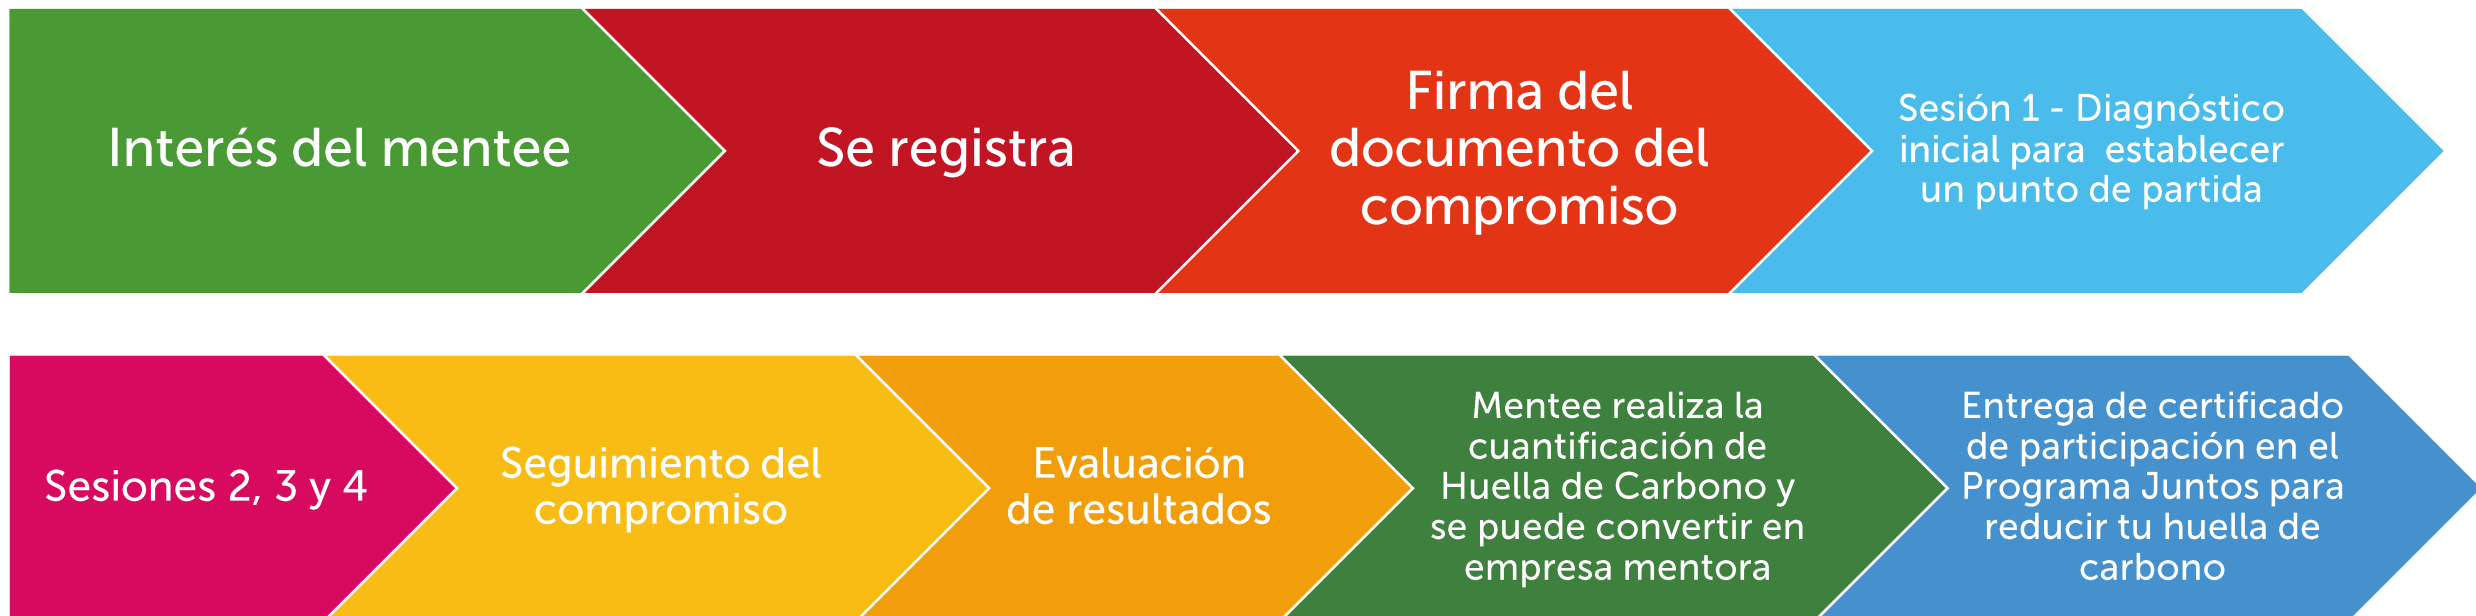 Interés del mentee
Se registra
Firma del
documento del
compromiso
Sesión 1 - Diagnóstico
inicial para establecer
un punto de partida
Sesiones 2, 3 y 4
Seguimiento del
compromiso
Evaluación
de resultados
Mentee realiza la
cuantificación de
Huella de Carbono y
se puede convertir en
empresa mentora
Entrega de certificado
de participación en el
Programa Juntos para
reducir tu huella de
carbono